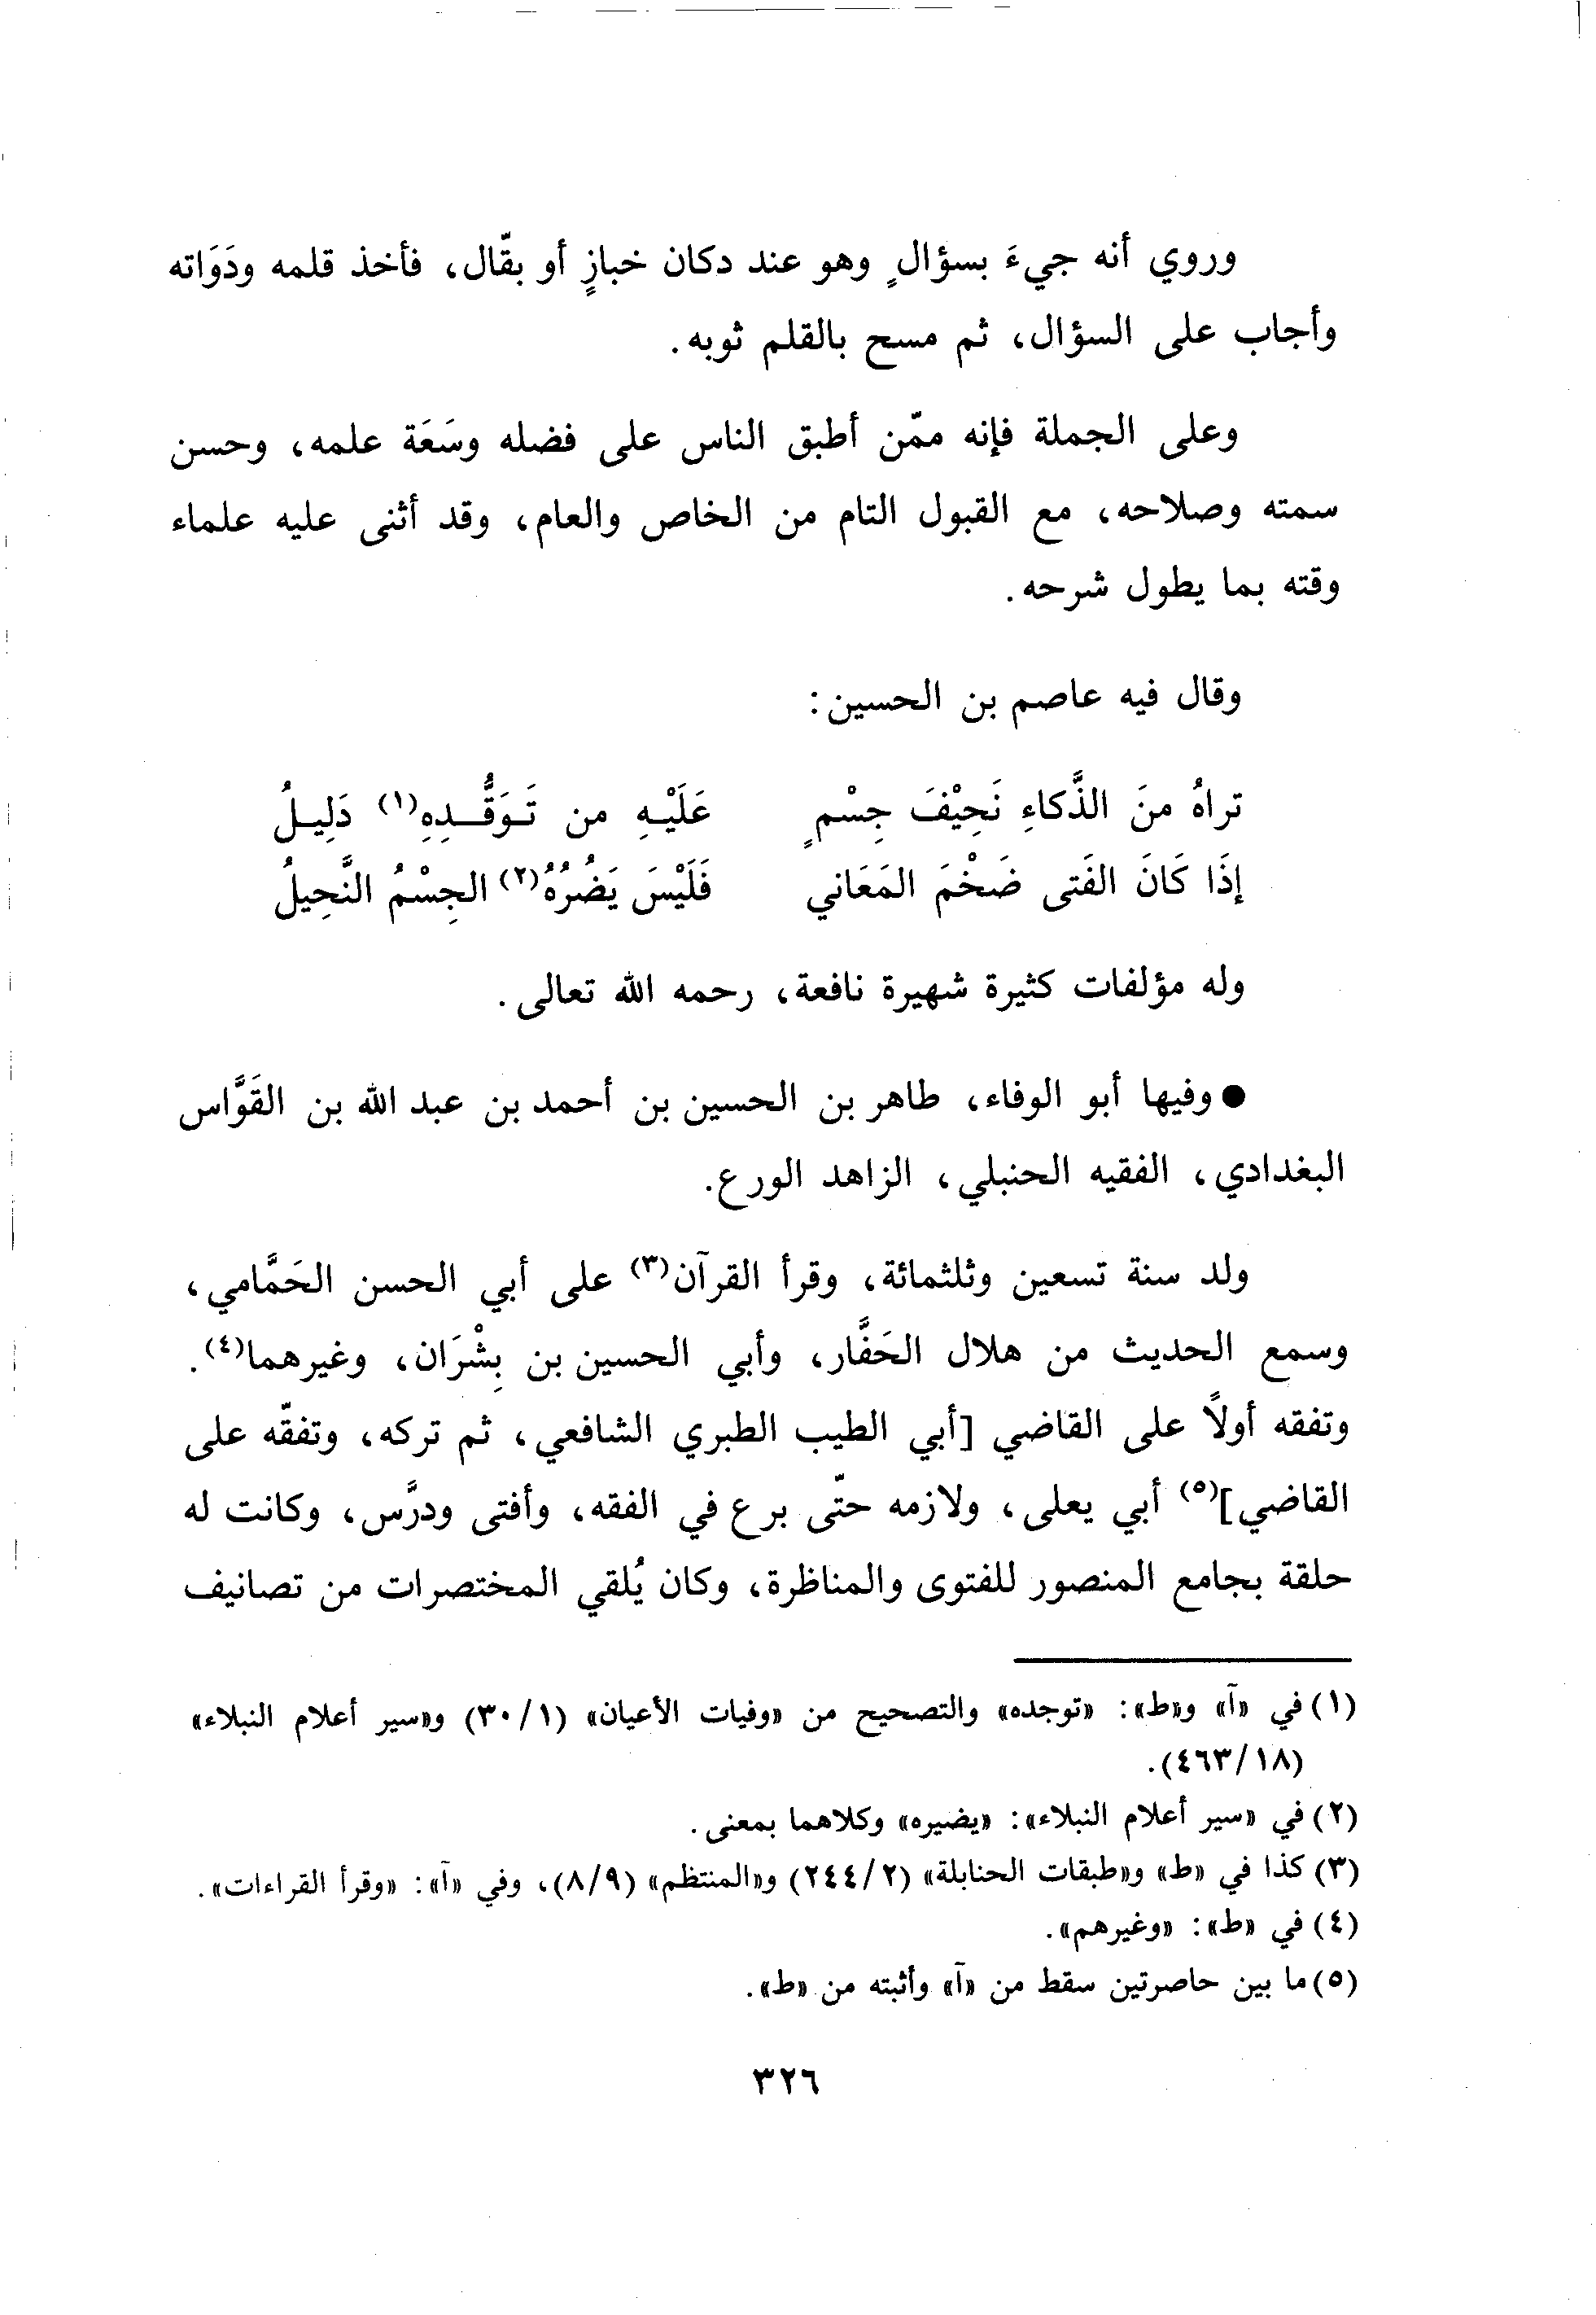 وروي أنه جيءَ بسؤالٍ وهو عند دكان خبازٍ أو بقّال، فأخذ قلمه ودَوَاته
وأجاب على السؤال، ثم مسح بالقلم ثوبه.
وعلى الجملة فإنه ممّن أطبق الناس على فضله وسَعَة علمه، وحسن
سمته وصلاحه، مع القبول التام من الخاص والعام، وقد أثنى عليه علماء
وقته بما يطول شرحه.
وقال فيه عاصم بن الحسين:
تراهُ منَ الذَّكاءِ نَحِيْفَ جِسْمٍ عَلَيْهِ من تَوَقُّدِهِ(١) دَلِيلُ
إذَا كَانَ الفَتى ضَخْمَ المَعَاني فَلَيْسَ يَضُرُهُ(٢) الجِسْمُ النَّحِيلُ
وله مؤلفات كثيرة شهيرة نافعة، رحمه الله تعالى.
● وفيها أبو الوفاء، طاهر بن الحسين بن أحمد بن عبد الله بن القَوَّاس
البغدادي، الفقيه الحنبلي، الزاهد الورع.
ولد سنة تسعين وثلثمائة، وقرأ القرآن(٣) على أبي الحسن الحَمَّامي،
وسمع الحديث من هلال الحَفَّار، وأبي الحسين بن بِشْرَان، وغيرهما(٤).
وتفقه أولاً على القاضي [أبي الطيب الطبري الشافعي، ثم تركه، وتفقّه على
القاضي](٥) أبي يعلى، ولازمه حتّى برع في الفقه، وأفتى ودرَّس، وكانت له
حلقة بجامع المنصور للفتوى والمناظرة، وكان يُلقي المختصرات من تصانيف
(١) في «آ» و«ط»: «توجده» والتصحيح من «وفيات الأعيان» (٣٠/١) و«سير أعلام النبلاء»
(٤٦٣/١٨).
(٢) في «سير أعلام النبلاء»: «يضيره» وكلاهما بمعنى.
(٣) كذا في «ط» و«طبقات الحنابلة» (٢٤٤/٢) و«المنتظم» (٨/٩)، وفي «آ»: «وقرأ القراءات».
(٤) في «ط»: «وغيرهم».
(٥) ما بين حاصرتين سقط من «آ» وأثبته من «ط».
٣٢٦